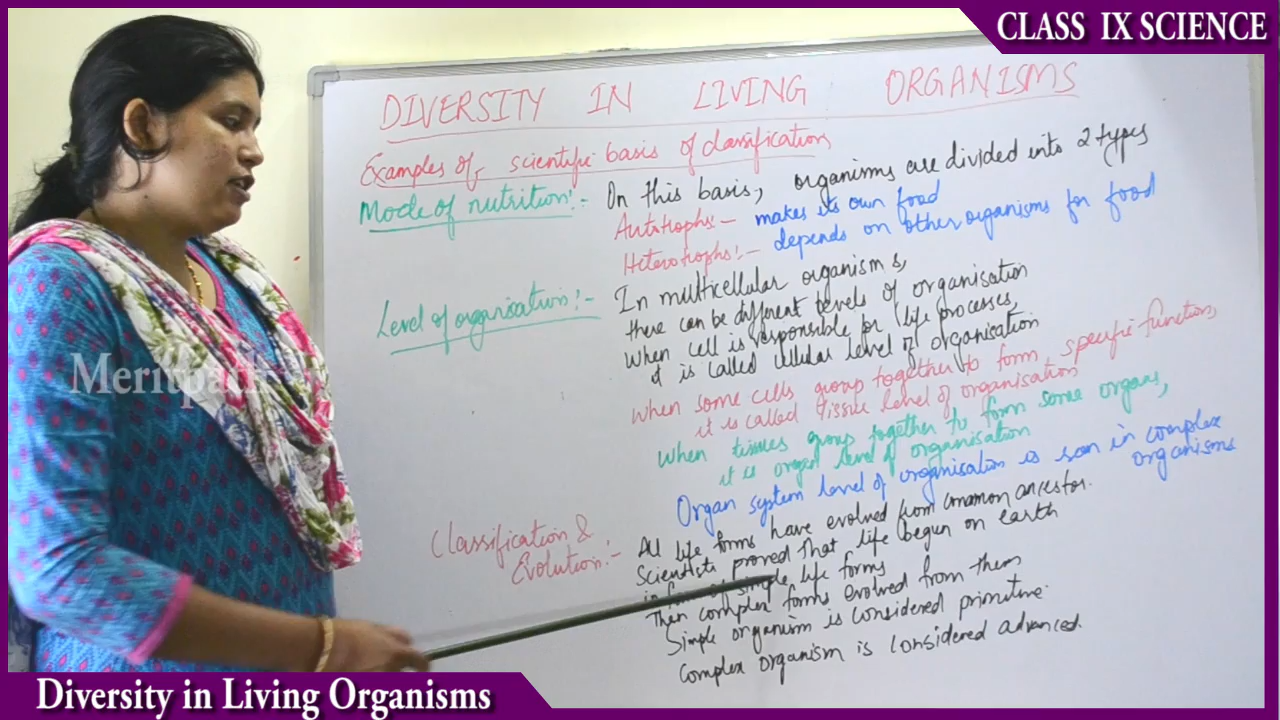 CLASS IX SCIENCE
DIVERSITY IN LIVING ORGANISMS
Examples of scientific basis of classification
Mode of nutrition:- On this basis, organisms are divided into 2 types
Autotrophs - makes its own food
Heterotrophs:- depends on other organisms for food
Level of organisation:- In multicellular organisms,
there can be different levels of organisation
When cell is responsible for life processes,
it is called cellular level of organisation
When some cells group together to form specific function,
it is called tissue level of organisation
When tissues group together to form some organs,
it is organ level of organisation
Organ system level of organisation is seen in complex
organisms
Classification &
Evolution:- All life forms have evolved from common ancestor.
Scientists proved that life begun on earth
in of simple life forms
Then complex forms evolved from them
Simple organism is considered primitive.
Complex organism is considered advanced.
Meritpath
Diversity in Living Organisms